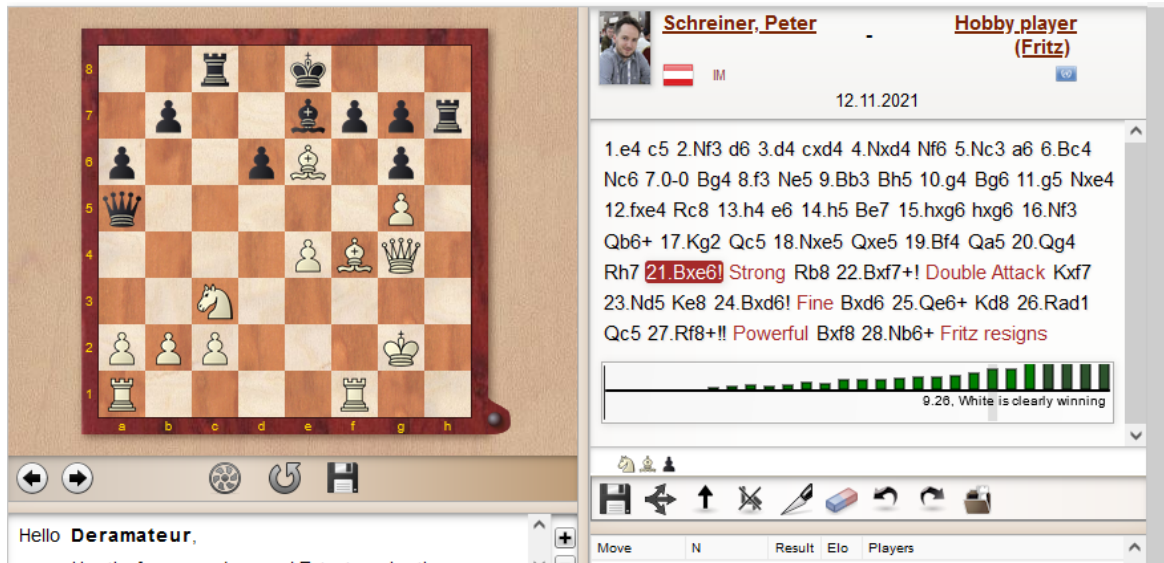 Schreiner, Peter - Hobby player
(Fritz)
IM
12.11.2021
8
7
6
5
4
3
2
1
a b c d e f g h
1.e4 c5 2.Nf3 d6 3.d4 cxd4 4.Nxd4 Nf6 5.Nc3 a6 6.Bc4
Nc6 7.0-0 Bg4 8.f3 Ne5 9.Bb3 Bh5 10.g4 Bg6 11.g5 Nxe4
12.fxe4 Rc8 13.h4 e6 14.h5 Be7 15.hxg6 hxg6 16.Nf3
Qb6+ 17.Kg2 Qc5 18.Nxe5 Qxe5 19.Bf4 Qa5 20.Qg4
Rh7 21.Bxe6! Strong Rb8 22.Bxf7+! Double Attack Kxf7
23.Nd5 Ke8 24.Bxd6! Fine Bxd6 25.Qe6+ Kd8 26.Rad1
Qc5 27.Rf8+!! Powerful Bxf8 28.Nb6+ Fritz resigns
9.26, White is clearly winning
Hello Deramateur,
Move N Result Elo Players